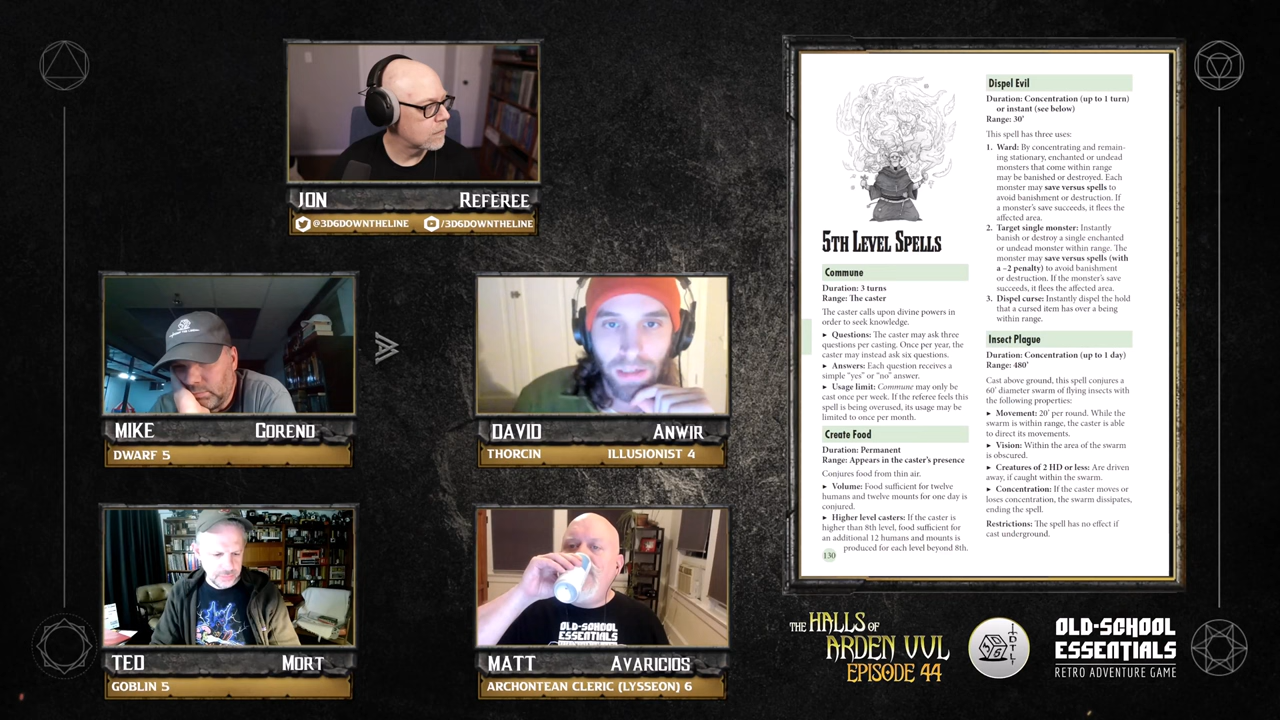 JON REFEREE
@3D6DOWNTHELINE /3D6DOWNTHELINE
MIKE GOREND
DWARF 5
DAVID ANWIR
THORCIN ILLUSIONIST 4
TED MORT
GOBLIN 5
MATT AVARICIOS
ARCHONTEAN CLERIC (LYSSEON) 6
OLD-SCHOOL
ESSENTIALS
5TH LEVEL SPELLS
Commune
Duration: 3 turns
Range: The caster
The caster calls upon divine powers in
order to seek knowledge.
► Questions: The caster may ask three
questions per casting. Once per year, the
caster may instead ask six questions.
► Answers: Each question receives a
simple “yes” or “no” answer.
► Usage limit: Commune may only be
cast once per week. If the referee feels this
spell is being overused, its usage may be
limited to once per month.
Create Food
Duration: Permanent
Range: Appears in the caster’s presence
Conjures food from thin air.
► Volume: Food sufficient for twelve
humans and twelve mounts for one day is
conjured.
► Higher level casters: If the caster is
higher than 8th level, food sufficient for
an additional 12 humans and mounts is
produced for each level beyond 8th.
130
Dispel Evil
Duration: Concentration (up to 1 turn)
or instant (see below)
Range: 30’
This spell has three uses:
1. Ward: By concentrating and remain-
ing stationary, enchanted or undead
monsters that come within range
may be banished or destroyed. Each
monster may save versus spells to
avoid banishment or destruction. If
a monster’s save succeeds, it flees the
affected area.
2. Target single monster: Instantly
banish or destroy a single enchanted
or undead monster within range. The
monster may save versus spells (with
a –2 penalty) to avoid banishment
or destruction. If the monster’s save
succeeds, it flees the affected area.
3. Dispel curse: Instantly dispel the hold
that a cursed item has over a being
within range.
Insect Plague
Duration: Concentration (up to 1 day)
Range: 480’
Cast above ground, this spell conjures a
60’ diameter swarm of flying insects with
the following properties:
► Movement: 20’ per round. While the
swarm is within range, the caster is able
to direct its movements.
► Vision: Within the area of the swarm
is obscured.
► Creatures of 2 HD or less: Are driven
away, if caught within the swarm.
► Concentration: If the caster moves or
loses concentration, the swarm dissipates,
ending the spell.
Restrictions: The spell has no effect if
cast underground.
THE HALLS OF
ARDEN VUL
EPISODE 44
3D6
DTL
OLD-SCHOOL
ESSENTIALS
RETRO ADVENTURE GAME